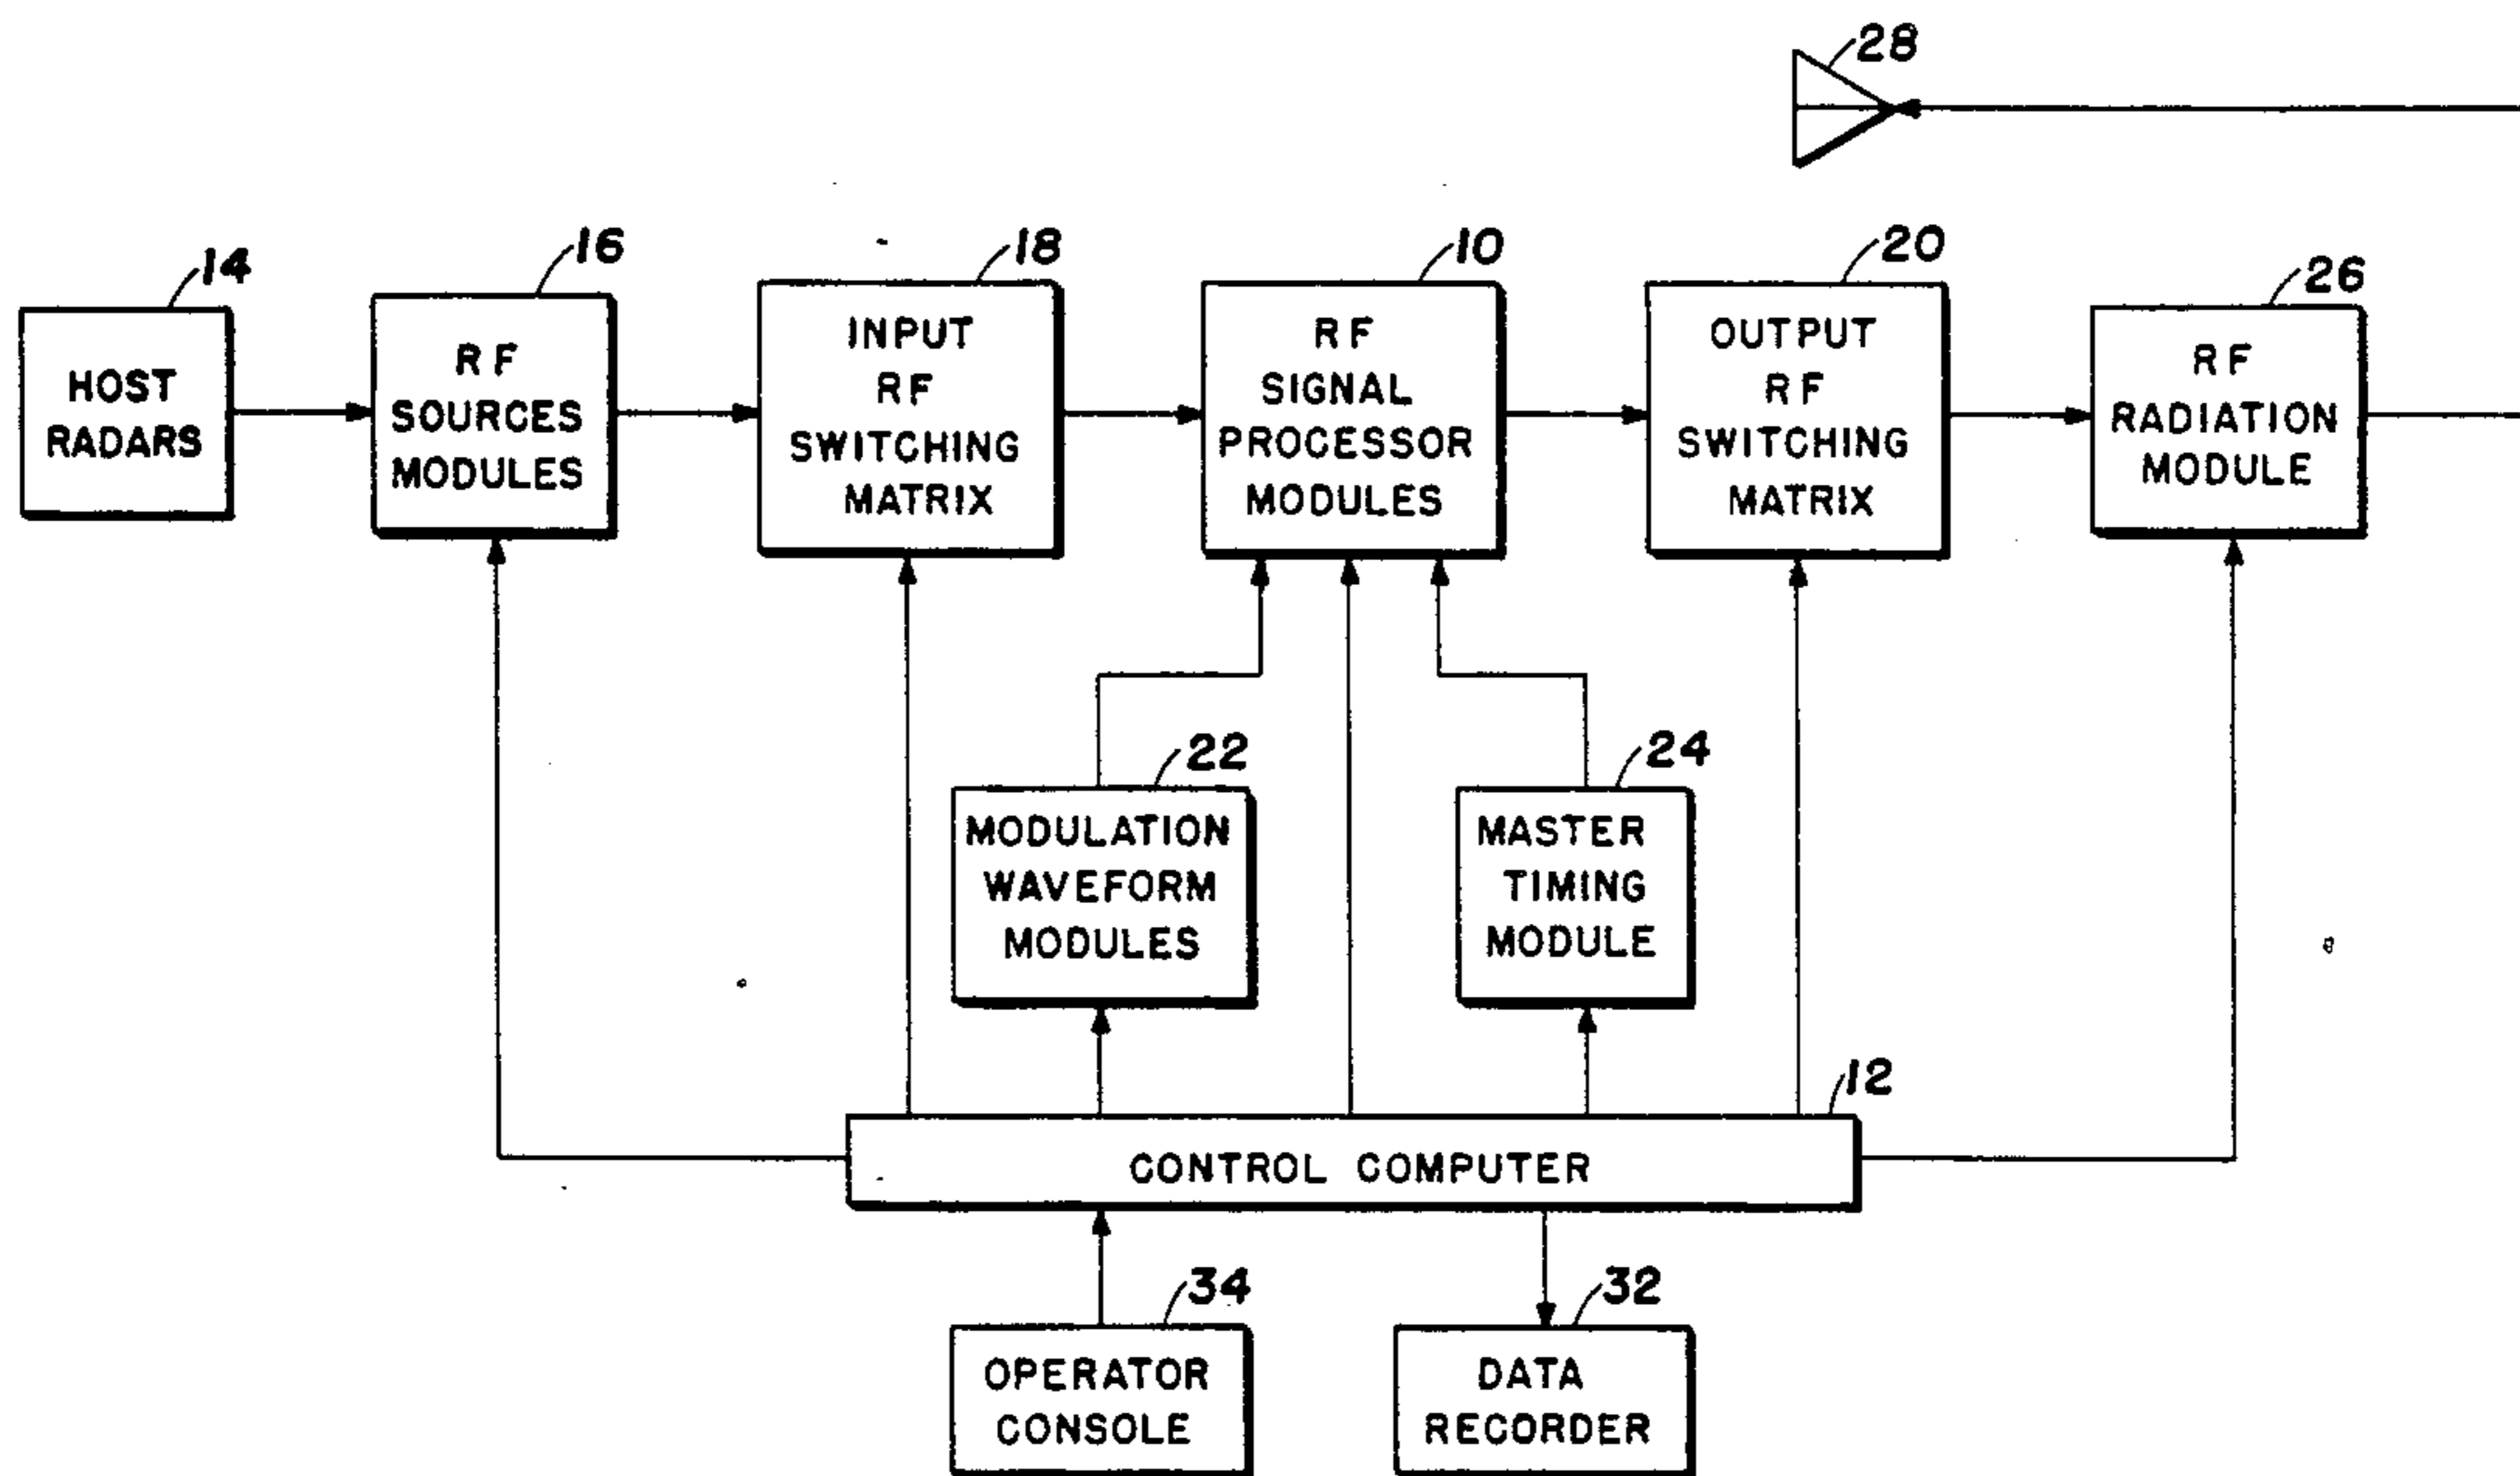 28
14
HOST
RADARS
16
RF
SOURCES
MODULES
18
INPUT
RF
SWITCHING
MATRIX
10
RF
SIGNAL
PROCESSOR
MODULES
20
OUTPUT
RF
SWITCHING
MATRIX
26
RF
RADIATION
MODULE
22
MODULATION
WAVEFORM
MODULES
24
MASTER
TIMING
MODULE
12
CONTROL COMPUTER
34
OPERATOR
CONSOLE
32
DATA
RECORDER